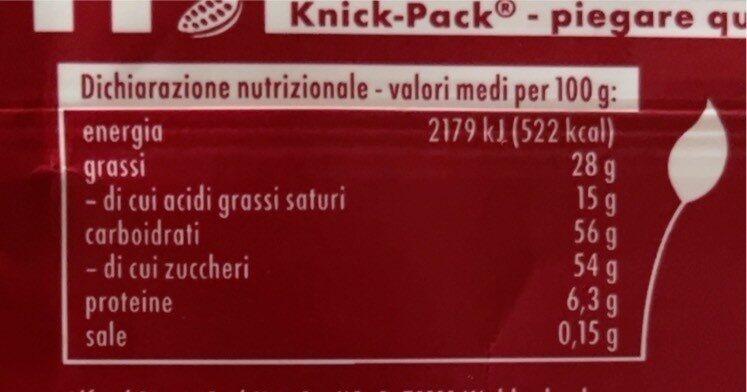 Knick-Pack® - piegare qu
Dichiarazione nutrizionale - valori medi per 100 g:
energia 2179 kJ (522 kcal)
grassi 28 g
- di cui acidi grassi saturi 15 g
carboidrati 56 g
- di cui zuccheri 54 g
proteine 6,3 g
sale 0,15 g